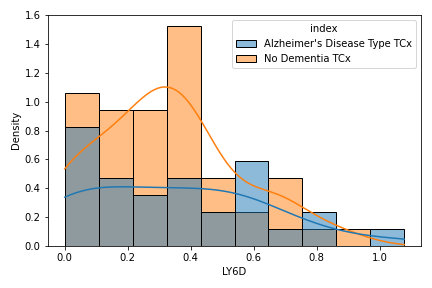 index
Alzheimer's Disease Type TCx
No Dementia TCx
1.6
1.4
1.2
1.0
0.8
0.6
0.4
0.2
0.0
Density
0.0 0.2 0.4 0.6 0.8 1.0
LY6D